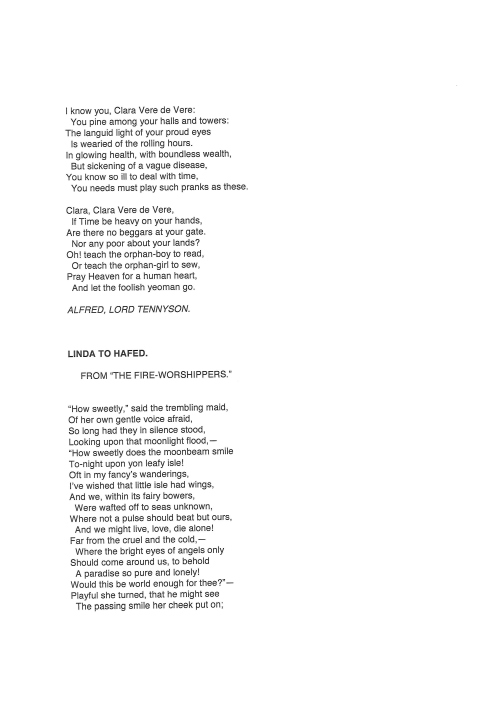 I know you, Clara Vere de Vere:
You pine among your halls and towers:
The languid light of your proud eyes
Is wearied of the rolling hours.
In glowing health, with boundless wealth,
But sickening of a vague disease,
You know so ill to deal with time,
You needs must play such pranks as these.

Clara, Clara Vere de Vere,
If Time be heavy on your hands,
Are there no beggars at your gate.
Nor any poor about your lands?
Oh! teach the orphan-boy to read,
Or teach the orphan-girl to sew,
Pray Heaven for a human heart,
And let the foolish yeoman go.

ALFRED, LORD TENNYSON.

LINDA TO HAFED.

FROM "THE FIRE-WORSHIPPERS."

"How sweetly," said the trembling maid,
Of her own gentle voice afraid,
So long had they in silence stood,
Looking upon that moonlight flood,—
"How sweetly does the moonbeam smile
To-night upon yon leafy isle!
Oft in my fancy's wanderings,
I've wished that little isle had wings,
And we, within its fairy bowers,
Were wafted off to seas unknown,
Where not a pulse should beat but ours,
And we might live, love, die alone!
Far from the cruel and the cold,—
Where the bright eyes of angels only
Should come around us, to behold
A paradise so pure and lonely!
Would this be world enough for thee?"—
Playful she turned, that he might see
The passing smile her cheek put on;